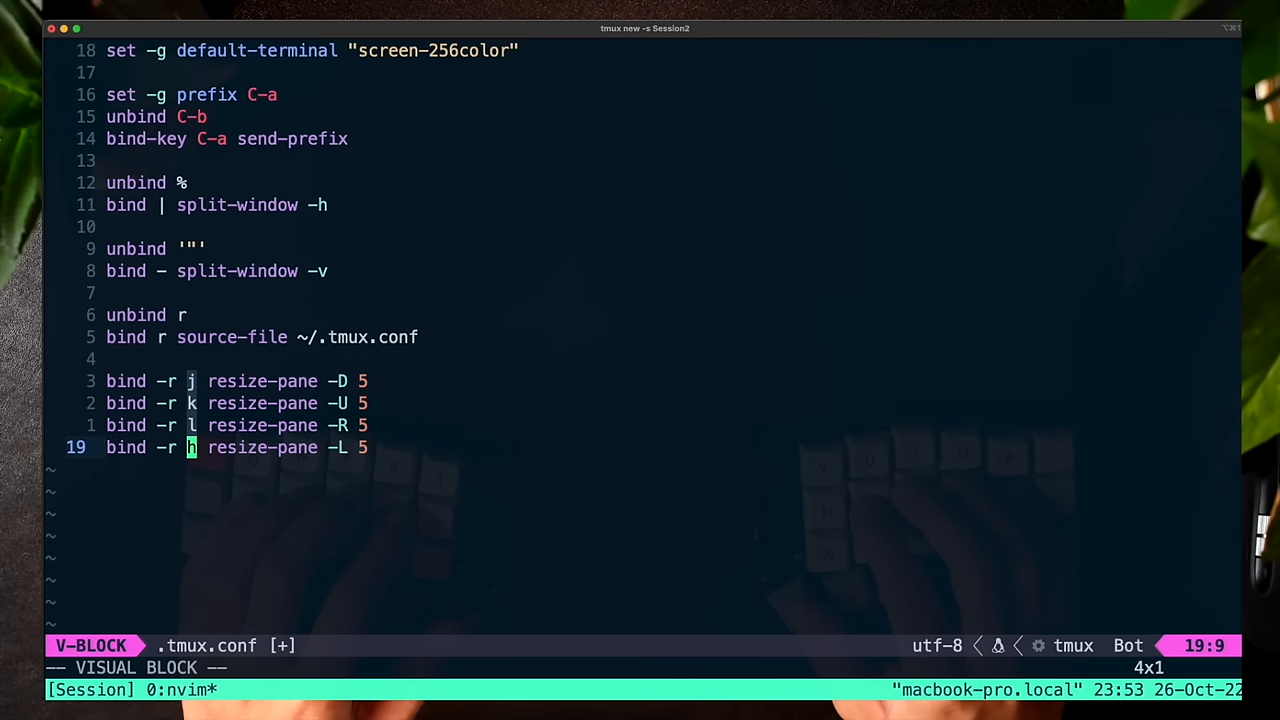 tmux new -s Session2
⌥⌘1
18 set -g default-terminal "screen-256color"
17
16 set -g prefix C-a
15 unbind C-b
14 bind-key C-a send-prefix
13
12 unbind %
11 bind | split-window -h
10
9 unbind '"'
8 bind - split-window -v
7
6 unbind r
5 bind r source-file ~/.tmux.conf
4
3 bind -r j resize-pane -D 5
2 bind -r k resize-pane -U 5
1 bind -r l resize-pane -R 5
19 bind -r h resize-pane -L 5
~
~
~
~
~
~
~
~
V-BLOCK .tmux.conf [+] utf-8 tmux Bot 19:9
-- VISUAL BLOCK -- 4x1
[Session] 0:nvim* "macbook-pro.local" 23:53 26-Oct-22
R T
Y U I O P
H
N